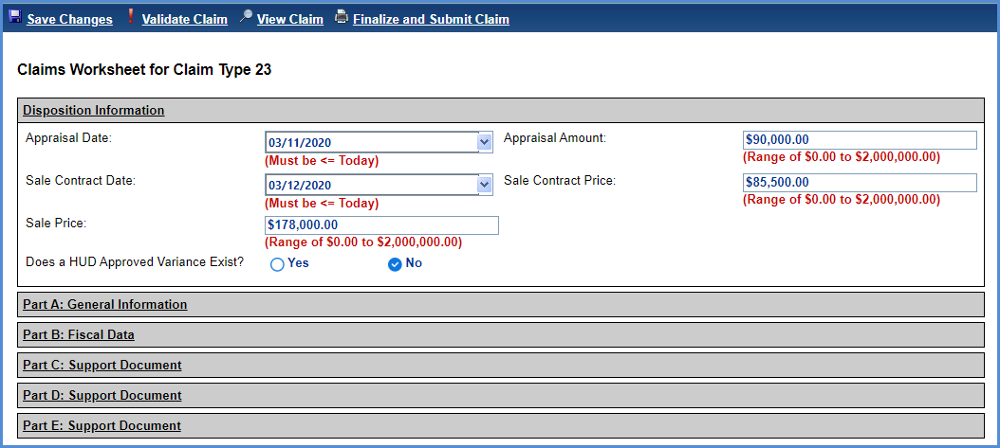 Save Changes Validate Claim View Claim Finalize and Submit Claim
Claims Worksheet for Claim Type 23
Disposition Information
Appraisal Date: 03/11/2020 Appraisal Amount: $90,000.00
(Must be <= Today) (Range of $0.00 to $2,000,000.00)
Sale Contract Date: 03/12/2020 Sale Contract Price: $85,500.00
(Must be <= Today) (Range of $0.00 to $2,000,000.00)
Sale Price: $178,000.00
(Range of $0.00 to $2,000,000.00)
Does a HUD Approved Variance Exist? Yes No
Part A: General Information
Part B: Fiscal Data
Part C: Support Document
Part D: Support Document
Part E: Support Document